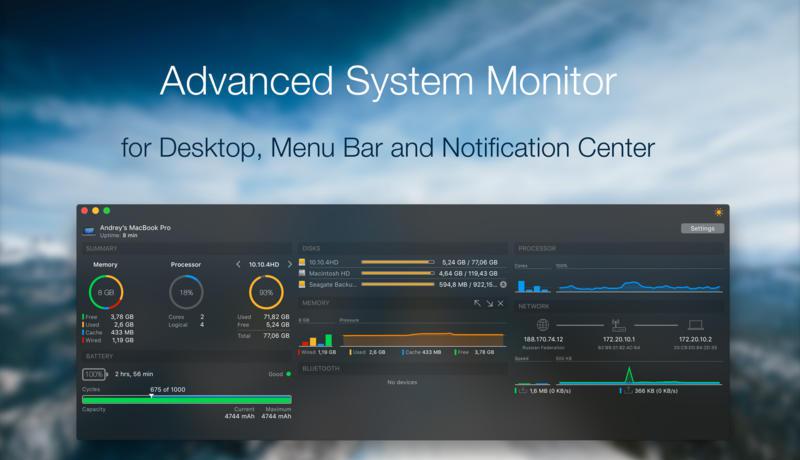 Advanced System Monitor
for Desktop, Menu Bar and Notification Center
Andrey's MacBook Pro
Uptime: 8 min
Settings
SUMMARY
Memory
Processor
10.10.4HD
8 GB
18%
93%
Free 3,78 GB
Used 2,6 GB
Cache 433 MB
Wired 1,19 GB
Cores 2
Logical 4
Used 71,82 GB
Free 5,24 GB
Total 77,06 GB
BATTERY
100%
2 hrs, 56 min
Good
Cycles
675 of 1000
Capacity
Current
4744 mAh
Maximum
4744 mAh
DISKS
10.10.4HD 5,24 GB / 77,06 GB
Macintosh HD 4,64 GB / 119,43 GB
Seagate Backu... 594,8 MB / 922,15...
MEMORY
8 GB
Pressure
Wired 1,19 GB
Used 2,6 GB
Cache 433 MB
Free 3,78 GB
BLUETOOTH
No devices
PROCESSOR
Cores
100%
NETWORK
188.170.74.12
Russian Federation
172.20.10.1
172.20.10.2
Speed
1,6 MB (0 KB/s)
366 KB (0 KB/s)